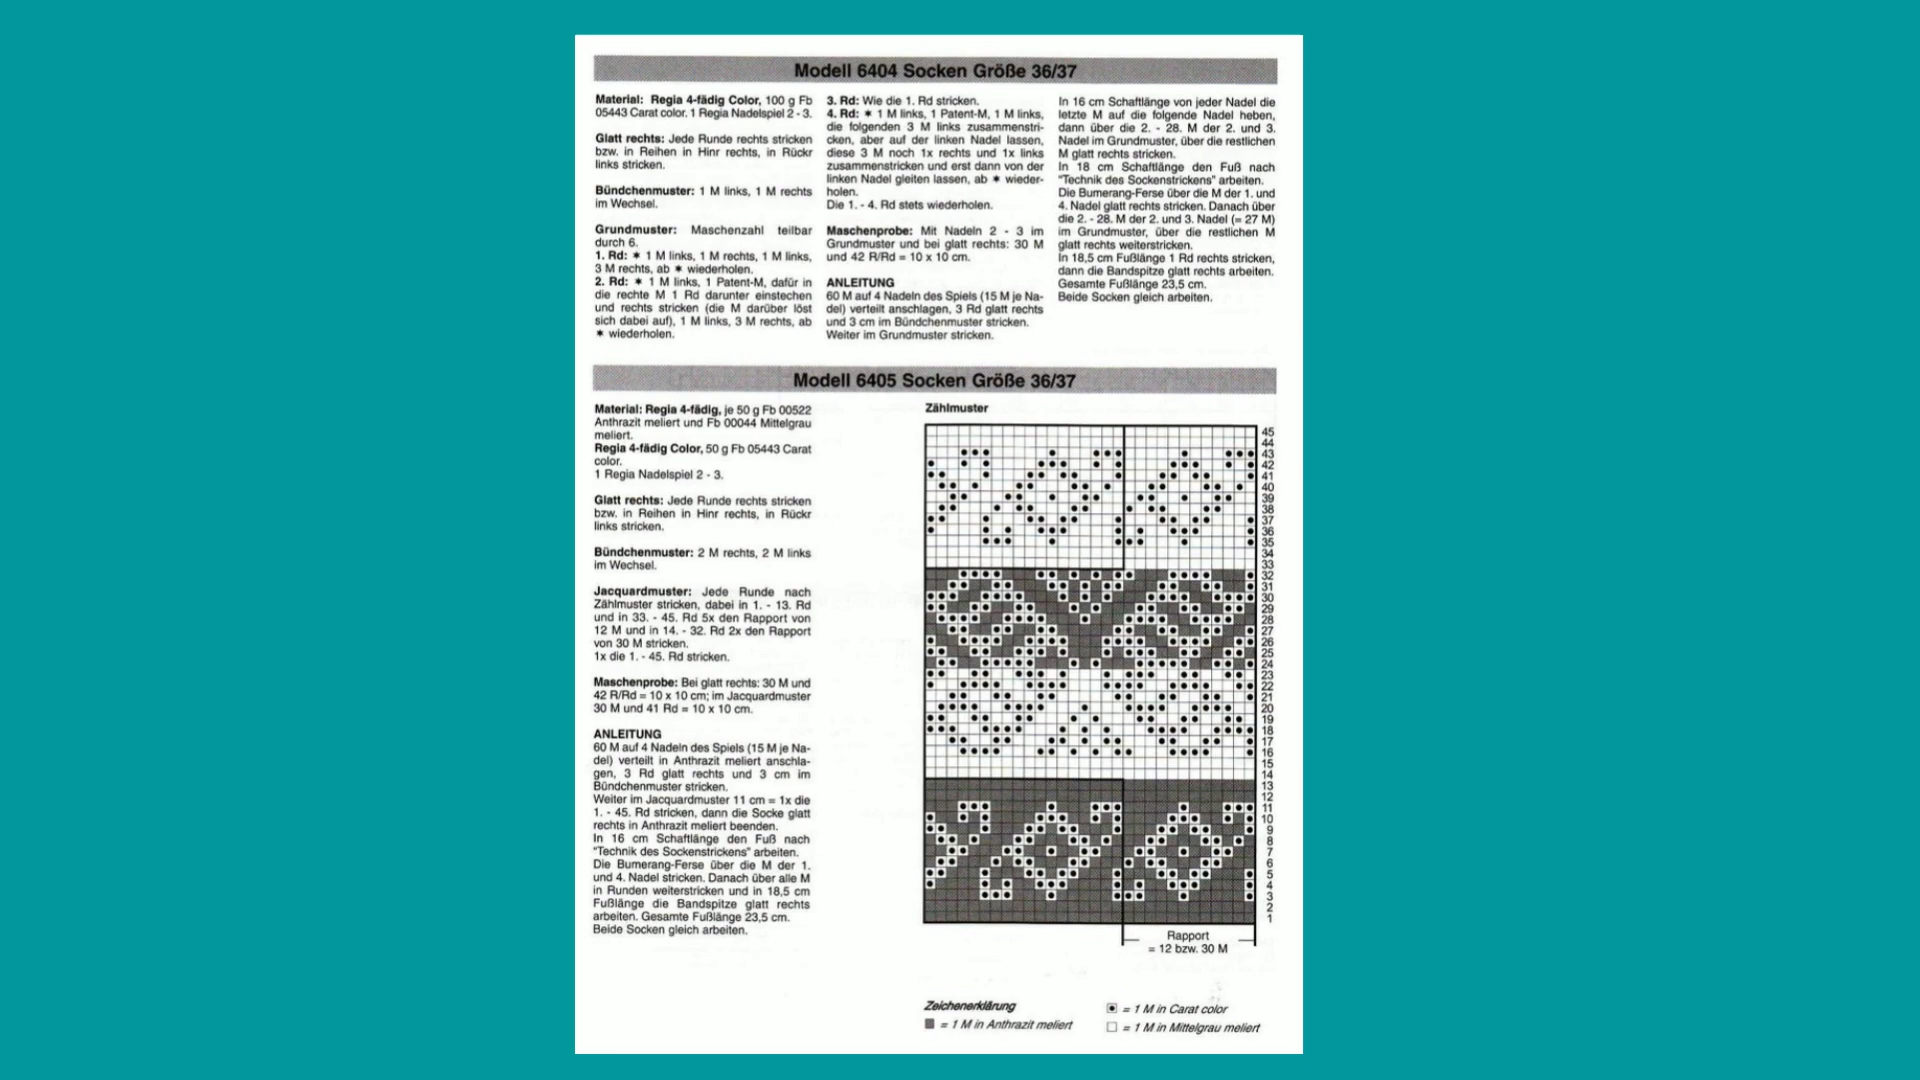 Modell 6404 Socken Größe 36/37
Material: Regia 4-fädig Color, 100 g Fb
05443 Carat color. 1 Regia Nadelspiel 2 - 3.
Glatt rechts: Jede Runde rechts stricken
bzw. in Reihen in Hinr rechts, in Rückr
links stricken.
Bündchenmuster: 1 M links, 1 M rechts
im Wechsel.
Grundmuster: Maschenzahl teilbar
durch 6.
1. Rd: ✶ 1 M links, 1 M rechts, 1 M links,
3 M rechts, ab ✶ wiederholen.
2. Rd: ✶ 1 M links, 1 Patent-M, dafür in
die rechte M 1 Rd darunter einstechen
und rechts stricken (die M darüber löst
sich dabei auf), 1 M links, 3 M rechts, ab
✶ wiederholen.
3. Rd: Wie die 1. Rd stricken.
4. Rd: ✶ 1 M links, 1 Patent-M, 1 M links,
die folgenden 3 M links zusammenstri-
cken, aber auf der linken Nadel lassen,
diese 3 M noch 1x rechts und 1x links
zusammenstricken und erst dann von der
linken Nadel gleiten lassen, ab ✶ wieder-
holen.
Die 1. - 4. Rd stets wiederholen.
Maschenprobe: Mit Nadeln 2 - 3 im
Grundmuster und bei glatt rechts: 30 M
und 42 R/Rd = 10 x 10 cm.
ANLEITUNG
60 M auf 4 Nadeln des Spiels (15 M je Na-
del) verteilt anschlagen, 3 Rd glatt rechts
und 3 cm im Bündchenmuster stricken.
Weiter im Grundmuster stricken.
In 16 cm Schaftlänge von jeder Nadel die
letzte M auf die folgende Nadel heben,
dann über die 2. - 28. M der 2. und 3.
Nadel im Grundmuster, über die restlichen
M glatt rechts stricken.
In 18 cm Schaftlänge den Fuß nach
"Technik des Sockenstrickens" arbeiten.
Die Bumerang-Ferse über die M der 1. und
4. Nadel glatt rechts stricken. Danach über
die 2. - 28. M der 2. und 3. Nadel (= 27 M)
im Grundmuster, über die restlichen M
glatt rechts weiterstricken.
In 18,5 cm Fußlänge 1 Rd rechts stricken,
dann die Bandspitze glatt rechts arbeiten.
Gesamte Fußlänge 23,5 cm.
Beide Socken gleich arbeiten.
Modell 6405 Socken Größe 36/37
Material: Regia 4-fädig, je 50 g Fb 00522
Anthrazit meliert und Fb 00044 Mittelgrau
meliert.
Regia 4-fädig Color, 50 g Fb 05443 Carat
color.
1 Regia Nadelspiel 2 - 3.
Glatt rechts: Jede Runde rechts stricken
bzw. in Reihen in Hinr rechts, in Rückr
links stricken.
Bündchenmuster: 2 M rechts, 2 M links
im Wechsel.
Jacquardmuster: Jede Runde nach
Zählmuster stricken, dabei in 1. - 13. Rd
und in 33. - 45. Rd 5x den Rapport von
12 M und in 14. - 32. Rd 2x den Rapport
von 30 M stricken.
1x die 1. - 45. Rd stricken.
Maschenprobe: Bei glatt rechts: 30 M und
42 R/Rd = 10 x 10 cm; im Jacquardmuster
30 M und 41 Rd = 10 x 10 cm.
ANLEITUNG
60 M auf 4 Nadeln des Spiels (15 M je Na-
del) verteilt in Anthrazit meliert anschla-
gen, 3 Rd glatt rechts und 3 cm im
Bündchenmuster stricken.
Weiter im Jacquardmuster 11 cm = 1x die
1. - 45. Rd stricken, dann die Socke glatt
rechts in Anthrazit meliert beenden.
In 16 cm Schaftlänge den Fuß nach
"Technik des Sockenstrickens" arbeiten.
Die Bumerang-Ferse über die M der 1.
und 4. Nadel stricken. Danach über alle M
in Runden weiterstricken und in 18,5 cm
Fußlänge die Bandspitze glatt rechts
arbeiten. Gesamte Fußlänge 23,5 cm.
Beide Socken gleich arbeiten.
Zählmuster
45
44
43
42
41
40
39
38
37
36
35
34
33
32
31
30
29
28
27
26
25
24
23
22
21
20
19
18
17
16
15
14
13
12
11
10
9
8
7
6
5
4
3
2
1
Rapport
= 12 bzw. 30 M
Zeichenerklärung
= 1 M in Anthrazit meliert
= 1 M in Carat color
= 1 M in Mittelgrau meliert